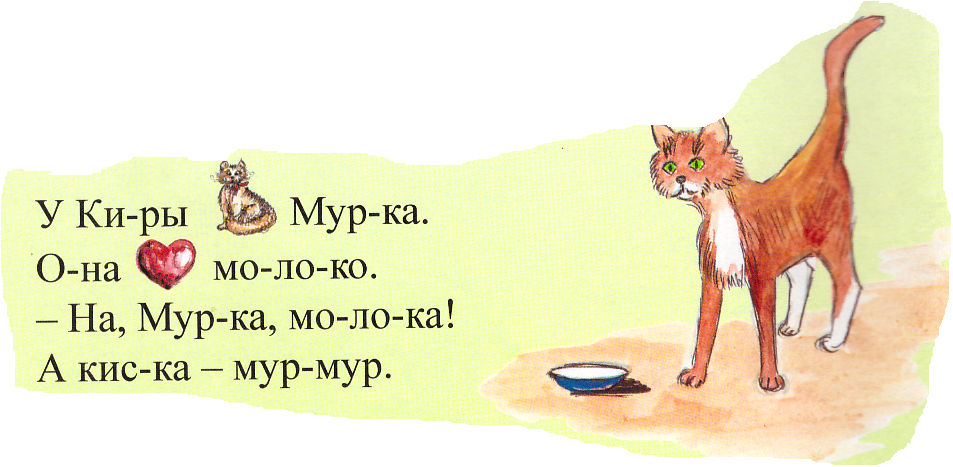 У Ки-ры Мур-ка.
О-на мо-ло-ко.
– На, Мур-ка, мо-ло-ка!
А кис-ка – мур-мур.